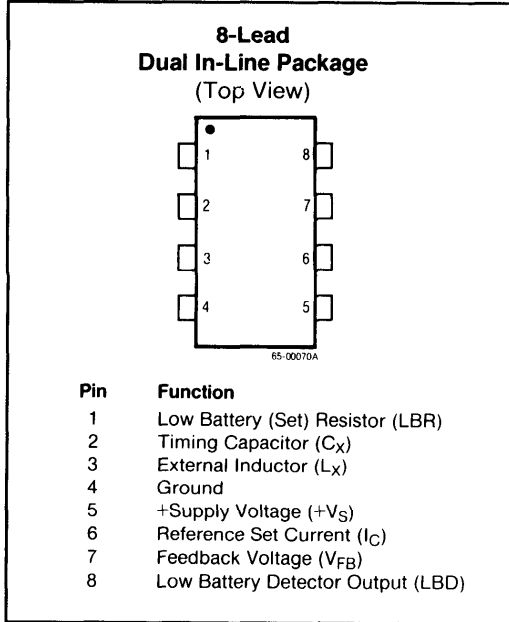 8-Lead
Dual In-Line Package
(Top View)
1 8
2 7
3 6
4 5
65-00070A
Pin Function
1 Low Battery (Set) Resistor (LBR)
2 Timing Capacitor (CX)
3 External Inductor (LX)
4 Ground
5 +Supply Voltage (+VS)
6 Reference Set Current (IC)
7 Feedback Voltage (VFB)
8 Low Battery Detector Output (LBD)